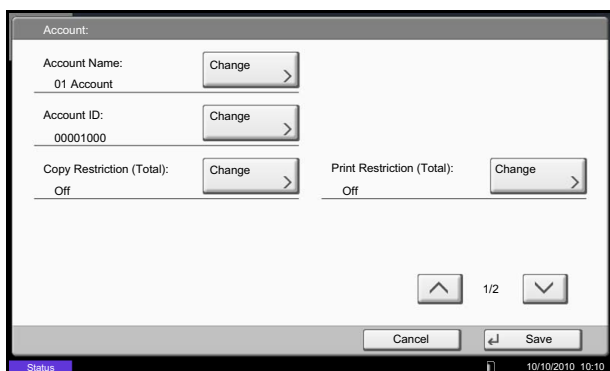 Account:
Account Name:
01 Account
Change
Account ID:
00001000
Change
Copy Restriction (Total):
Off
Change
Print Restriction (Total):
Off
Change
1/2
Cancel
Save
Status
10/10/2010 10:10